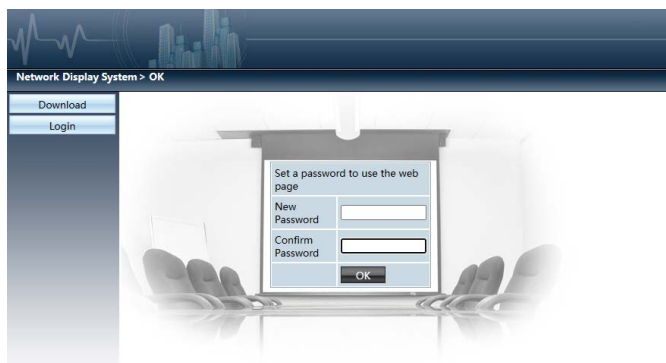 Network Display System > OK
Download
Login
Set a password to use the web
page
New
Password
Confirm
Password
OK